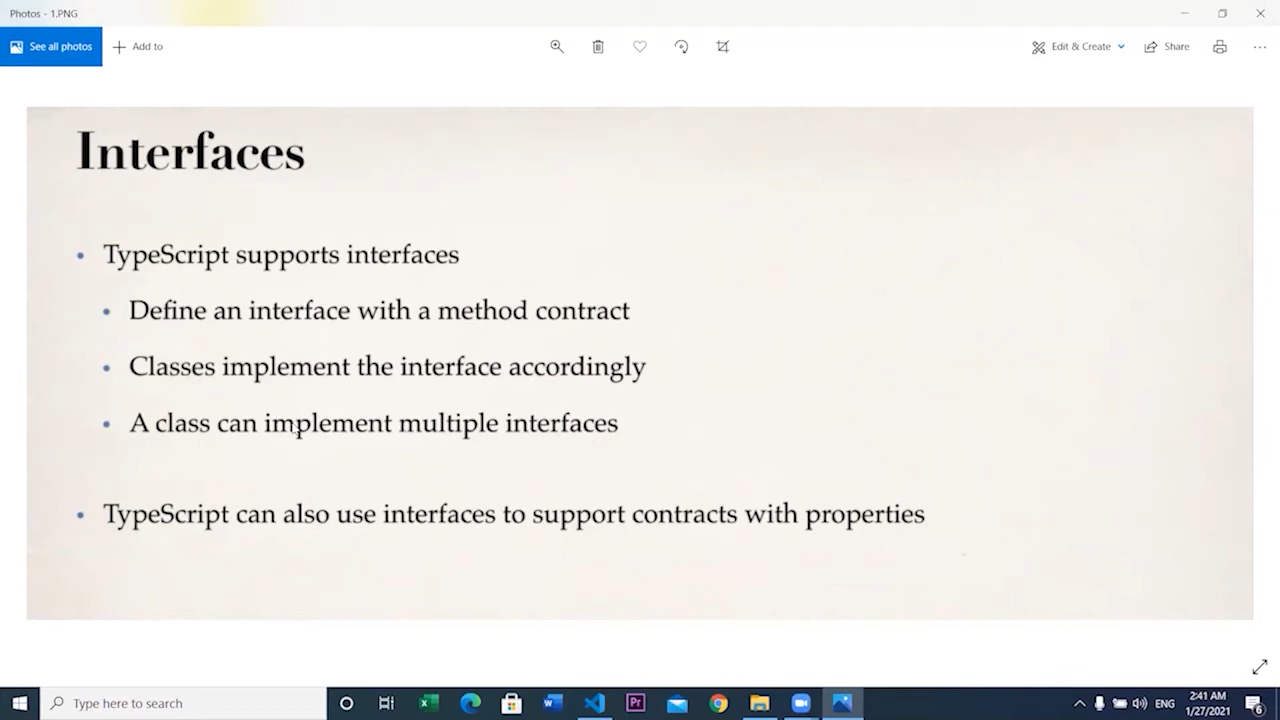 Photos - 1.PNG
See all photos
Add to
Edit & Create
Share
Interfaces
• TypeScript supports interfaces
• Define an interface with a method contract
• Classes implement the interface accordingly
• A class can implement multiple interfaces
• TypeScript can also use interfaces to support contracts with properties
Type here to search
ENG
2:41 AM
1/27/2021
6